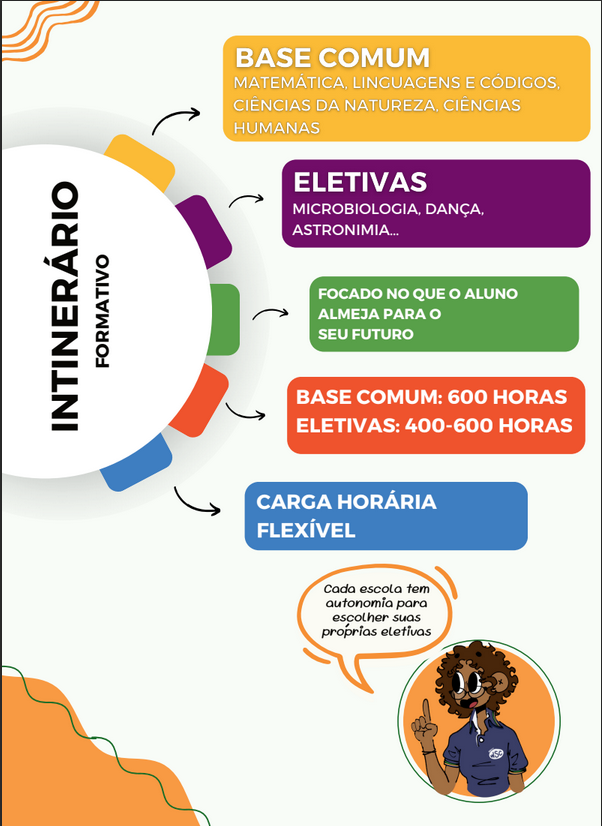 INTINERÁRIO
FORMATIVO
BASE COMUM
MATEMÁTICA, LINGUAGENS E CÓDIGOS,
CIÊNCIAS DA NATUREZA, CIÊNCIAS
HUMANAS
ELETIVAS
MICROBIOLOGIA, DANÇA,
ASTRONIMIA...
FOCADO NO QUE O ALUNO
ALMEJA PARA O
SEU FUTURO
BASE COMUM: 600 HORAS
ELETIVAS: 400-600 HORAS
CARGA HORÁRIA
FLEXÍVEL
Cada escola tem
autonomia para
escolher suas
próprias eletivas